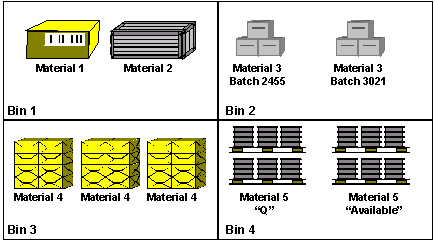 Material 1
Material 2
Bin 1
Material 3
Batch 2455
Material 3
Batch 3021
Bin 2
Material 4
Material 4
Material 4
Bin 3
Material 5
“Q”
Material 5
“Available”
Bin 4